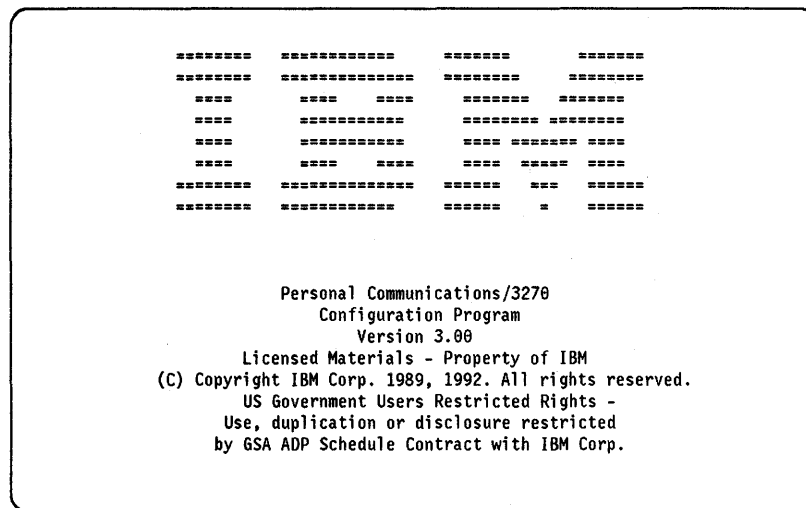 IBM
Personal Communications/3270
Configuration Program
Version 3.00
Licensed Materials - Property of IBM
(C) Copyright IBM Corp. 1989, 1992. All rights reserved.
US Government Users Restricted Rights -
Use, duplication or disclosure restricted
by GSA ADP Schedule Contract with IBM Corp.